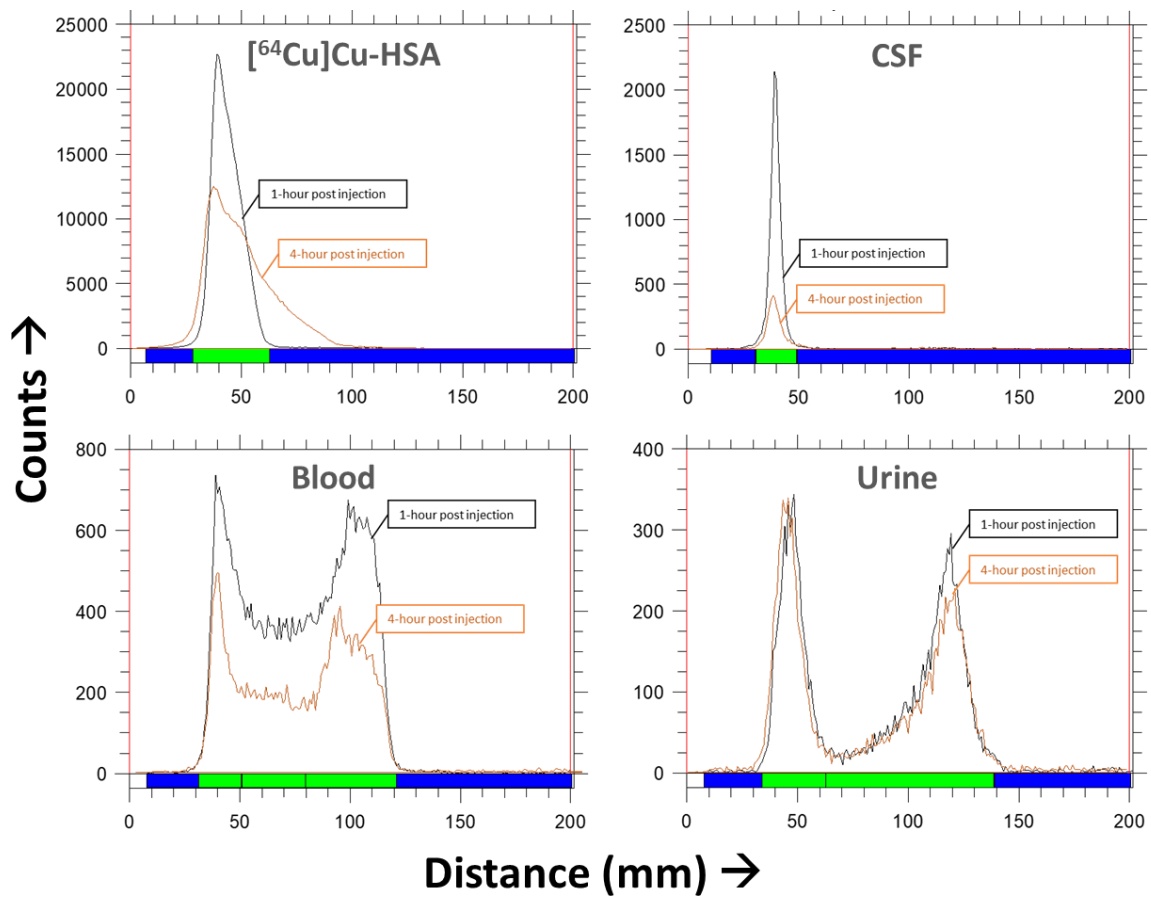 [⁶⁴Cu]Cu-HSA
25000
20000
15000
10000
5000
0
1-hour post injection
4-hour post injection
0 50 100 150 200
CSF
2500
2000
1500
1000
500
0
1-hour post injection
4-hour post injection
0 50 100 150 200
Blood
800
600
400
200
0
1-hour post injection
4-hour post injection
0 50 100 150 200
Urine
400
300
200
100
0
1-hour post injection
4-hour post injection
0 50 100 150 200
Counts →
Distance (mm) →